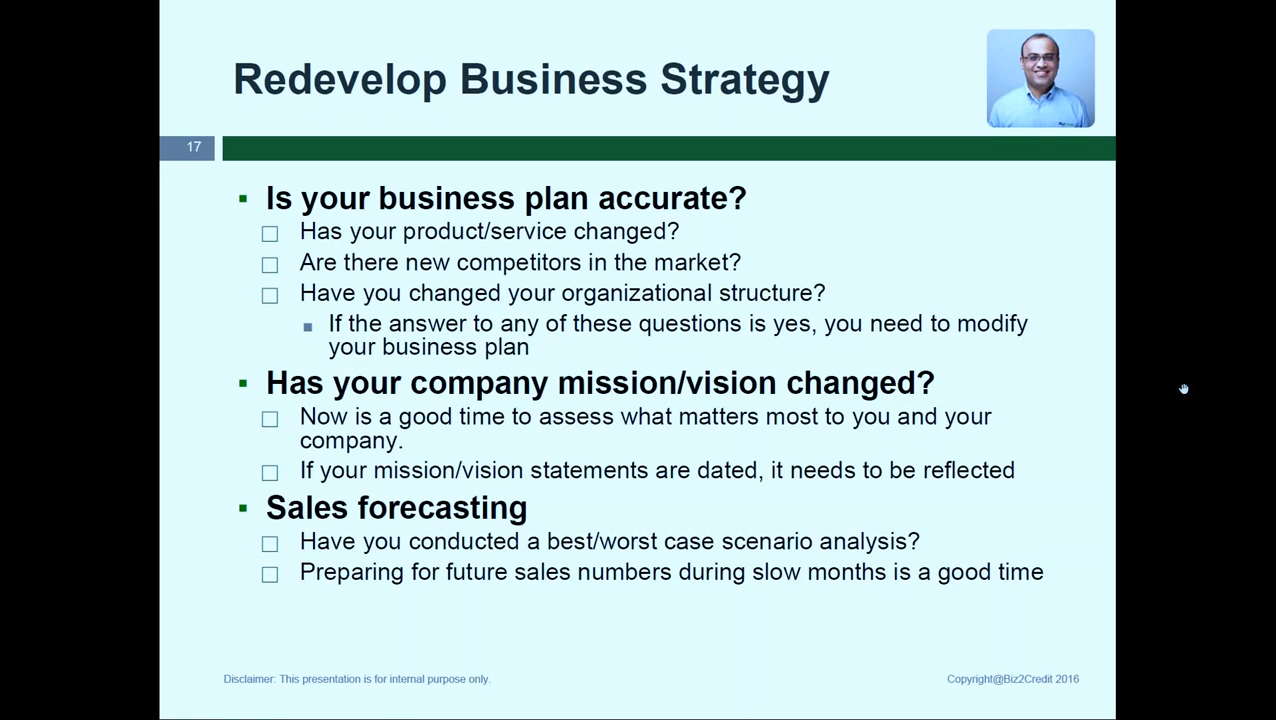 Redevelop Business Strategy
17
Is your business plan accurate?
Has your product/service changed?
Are there new competitors in the market?
Have you changed your organizational structure?
If the answer to any of these questions is yes, you need to modify
your business plan
Has your company mission/vision changed?
Now is a good time to assess what matters most to you and your
company.
If your mission/vision statements are dated, it needs to be reflected
Sales forecasting
Have you conducted a best/worst case scenario analysis?
Preparing for future sales numbers during slow months is a good time
Disclaimer: This presentation is for internal purpose only.
Copyright@Biz2Credit 2016